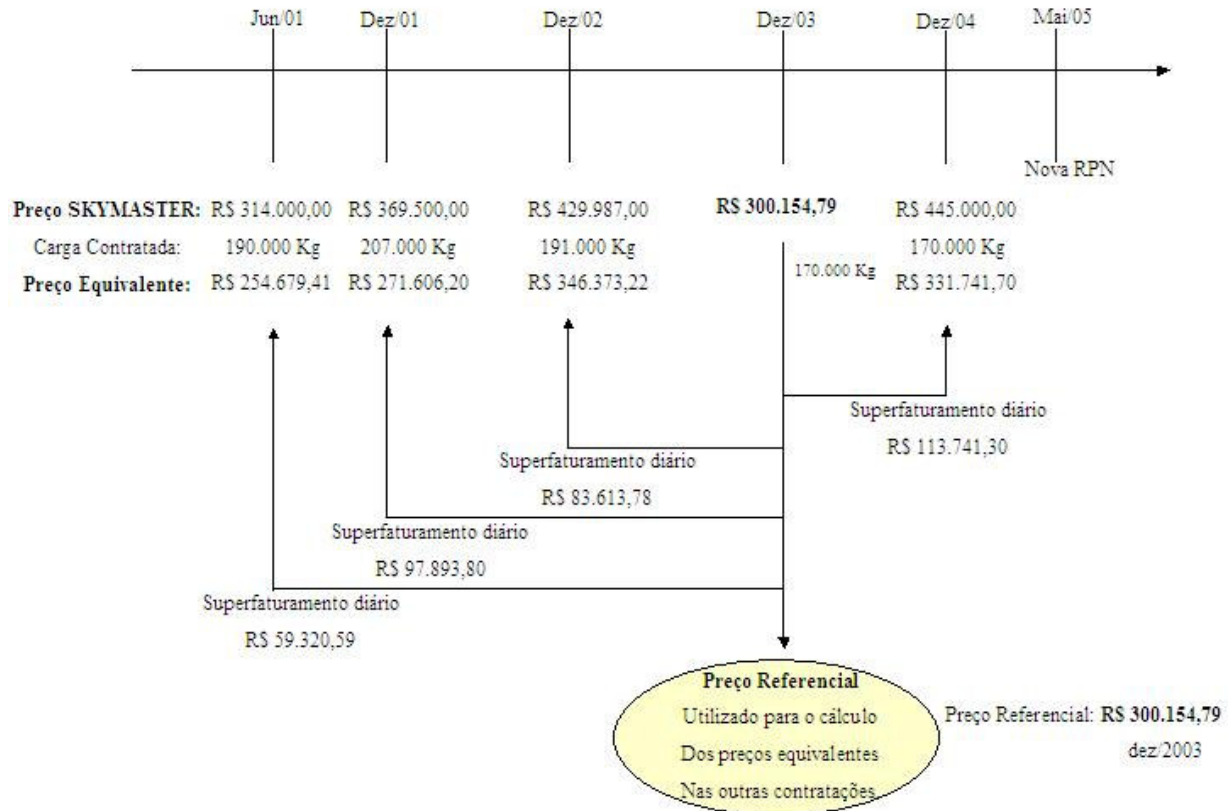 Jun/01 Dez/01 Dez/02 Dez/03 Dez/04 Mai/05
Nova RPN
Preço SKYMASTER: R$ 314.000,00 R$ 369.500,00 R$ 429.987,00 R$ 300.154,79 R$ 445.000,00
Carga Contratada: 190.000 Kg 207.000 Kg 191.000 Kg 170.000 Kg
170.000 Kg
Preço Equivalente: R$ 254.679,41 R$ 271.606,20 R$ 346.373,22 R$ 331.741,70
Superfaturamento diário
R$ 113.741,30
Superfaturamento diário
R$ 83.613,78
Superfaturamento diário
R$ 97.893,80
Superfaturamento diário
R$ 59.320,59
Preço Referencial
Utilizado para o cálculo
Dos preços equivalentes
Nas outras contratações
Preço Referencial: R$ 300.154,79
dez/2003